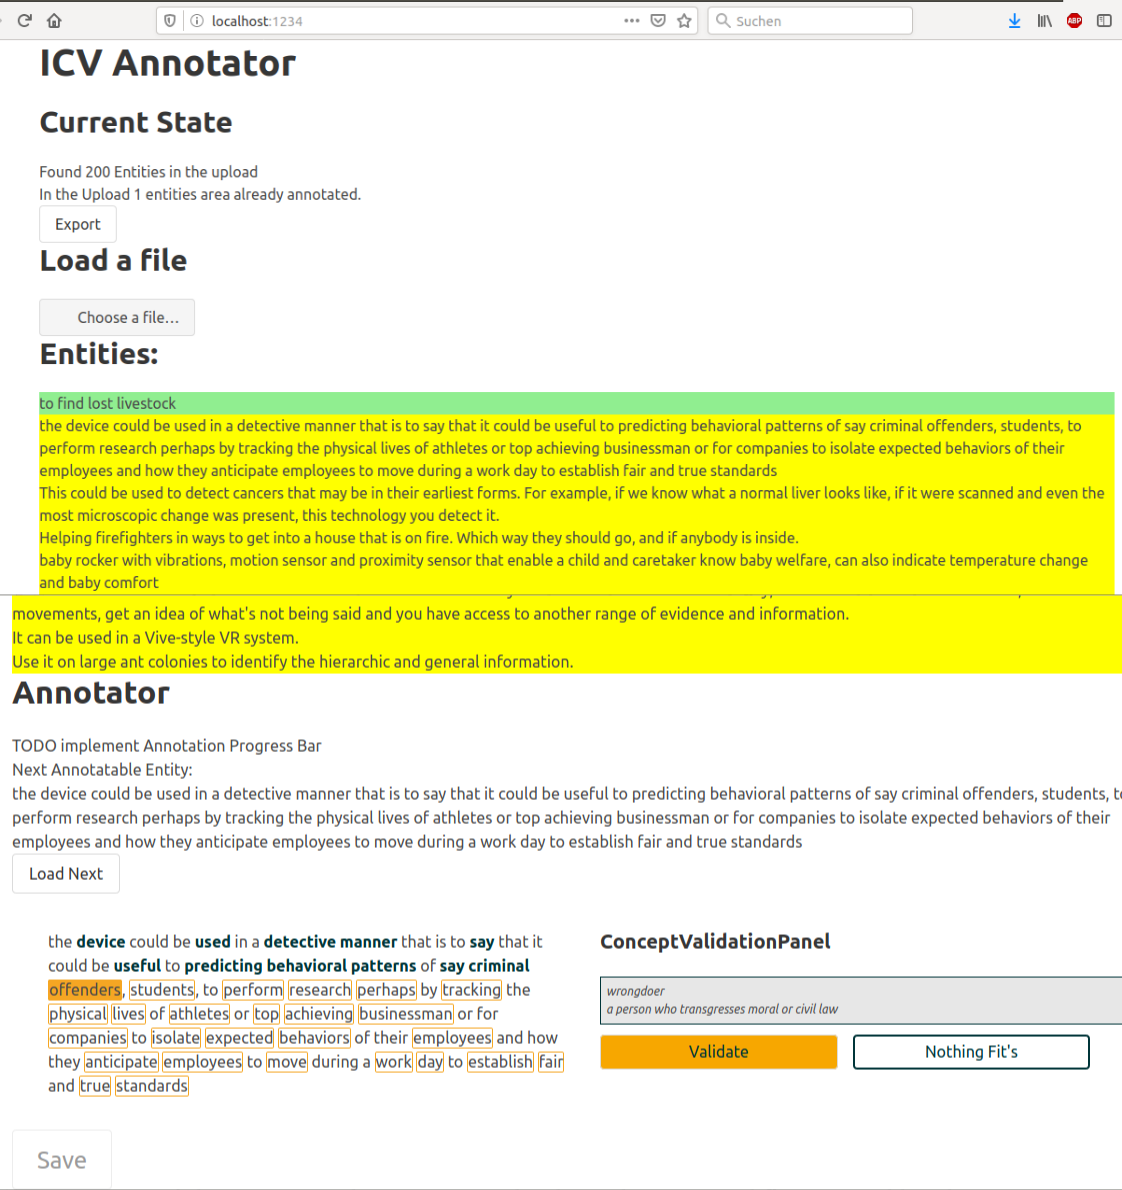 localhost:1234
Suchen
ABP
ICV Annotator
Current State
Found 200 Entities in the upload
In the Upload 1 entities area already annotated.
Export
Load a file
Choose a file...
Entities:
to find lost livestock
the device could be used in a detective manner that is to say that it could be useful to predicting behavioral patterns of say criminal offenders, students, to
perform research perhaps by tracking the physical lives of athletes or top achieving businessman or for companies to isolate expected behaviors of their
employees and how they anticipate employees to move during a work day to establish fair and true standards
This could be used to detect cancers that may be in their earliest forms. For example, if we know what a normal liver looks like, if it were scanned and even the
most microscopic change was present, this technology you detect it.
Helping firefighters in ways to get into a house that is on fire. Which way they should go, and if anybody is inside.
baby rocker with vibrations, motion sensor and proximity sensor that enable a child and caretaker know baby welfare, can also indicate temperature change
and baby comfort
movements, get an idea of what's not being said and you have access to another range of evidence and information.
It can be used in a Vive-style VR system.
Use it on large ant colonies to identify the hierarchic and general information.
Annotator
TODO implement Annotation Progress Bar
Next Annotatable Entity:
the device could be used in a detective manner that is to say that it could be useful to predicting behavioral patterns of say criminal offenders, students, to
perform research perhaps by tracking the physical lives of athletes or top achieving businessman or for companies to isolate expected behaviors of their
employees and how they anticipate employees to move during a work day to establish fair and true standards
Load Next
the device could be used in a detective manner that is to say that it
could be useful to predicting behavioral patterns of say criminal
offenders, students, to perform research perhaps by tracking the
physical lives of athletes or top achieving businessman or for
companies to isolate expected behaviors of their employees and how
they anticipate employees to move during a work day to establish fair
and true standards
ConceptValidationPanel
wrongdoer
a person who transgresses moral or civil law
Validate
Nothing Fit's
Save